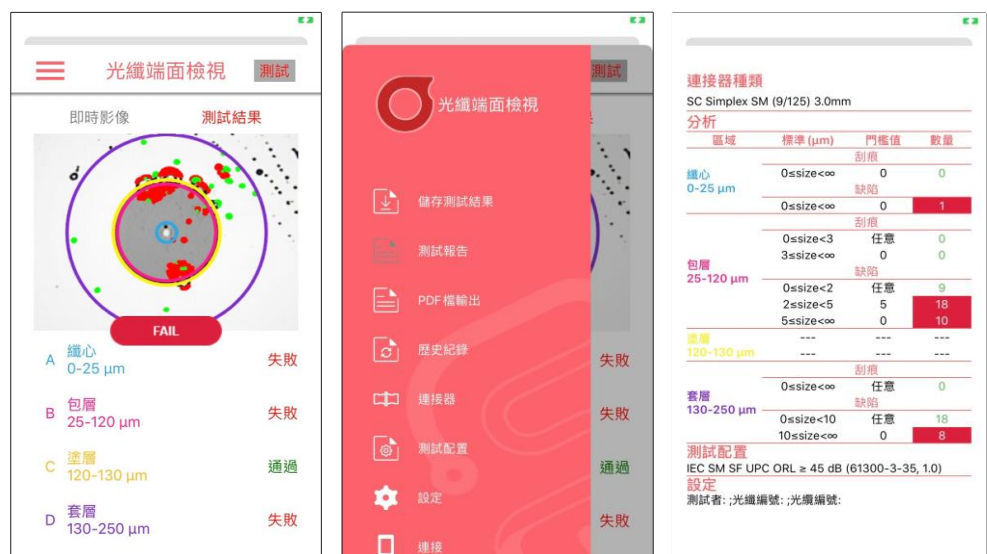 光纖端面檢視
測試
即時影像
測試結果
FAIL
A 纖心 0-25 μm 失敗
B 包層 25-120 μm 失敗
C 塗層 120-130 μm 通過
D 套層 130-250 μm 失敗
光纖端面檢視
測試
儲存測試結果
測試報告
PDF檔輸出
歷史紀錄
連接器
測試配置
設定
連接
失敗
失敗
通過
失敗
連接器種類
SC Simplex SM (9/125) 3.0mm
分析
區域 標準 (μm) 門檻值 數量
纖心
0-25 μm
刮痕
0≤size<∞ 0 0
缺陷
0≤size<∞ 0 1
包層
25-120 μm
刮痕
0≤size<3 任意 0
3≤size<∞ 0 0
缺陷
0≤size<2 任意 9
2≤size<5 5 18
5≤size<∞ 0 10
塗層
120-130 μm
--- --- ---
--- --- ---
套層
130-250 μm
刮痕
0≤size<∞ 任意 0
缺陷
0≤size<10 任意 18
10≤size<∞ 0 8
測試配置
IEC SM SF UPC ORL ≥ 45 dB (61300-3-35, 1.0)
設定
測試者: ;光纖編號: ;光纜編號: